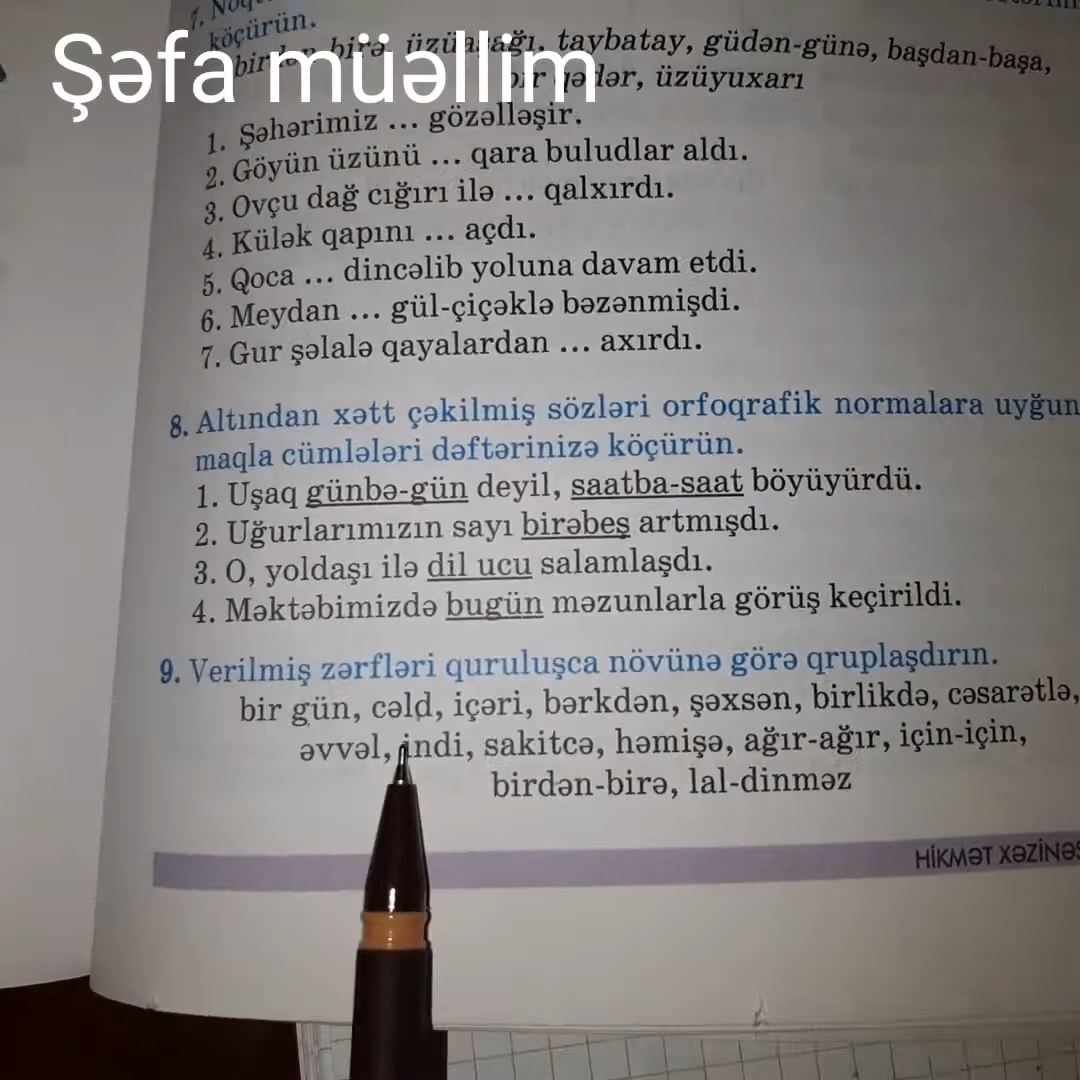 7.
köçürün.
Şəfa müəllim
taybatay, güdən-günə, başdan-başa,
bir qədər, üzüyuxarı
1. Şəhərimiz ... gözəlləşir.
2. Göyün üzünü ... qara buludlar aldı.
3. Ovçu dağ cığırı ilə ... qalxırdı.
4. Külək qapını ... açdı.
5. Qoca ... dincəlib yoluna davam etdi.
6. Meydan ... gül-çiçəklə bəzənmişdi.
7. Gur şəlalə qayalardan ... axırdı.
8. Altından xətt çəkilmiş sözləri orfoqrafik normalara uyğun
maqla cümlələri dəftərinizə köçürün.
1. Uşaq günbə-gün deyil, saatba-saat böyüyürdü.
2. Uğurlarımızın sayı birəbeş artmışdı.
3. O, yoldaşı ilə dil ucu salamlaşdı.
4. Məktəbimizdə bugün məzunlarla görüş keçirildi.
9. Verilmiş zərfləri quruluşca növünə görə qruplaşdırın.
bir gün, cəld, içəri, bərkdən, şəxsən, birlikdə, cəsarətlə,
əvvəl, indi, sakitcə, həmişə, ağır-ağır, için-için,
birdən-birə, lal-dinməz
HİKMƏT